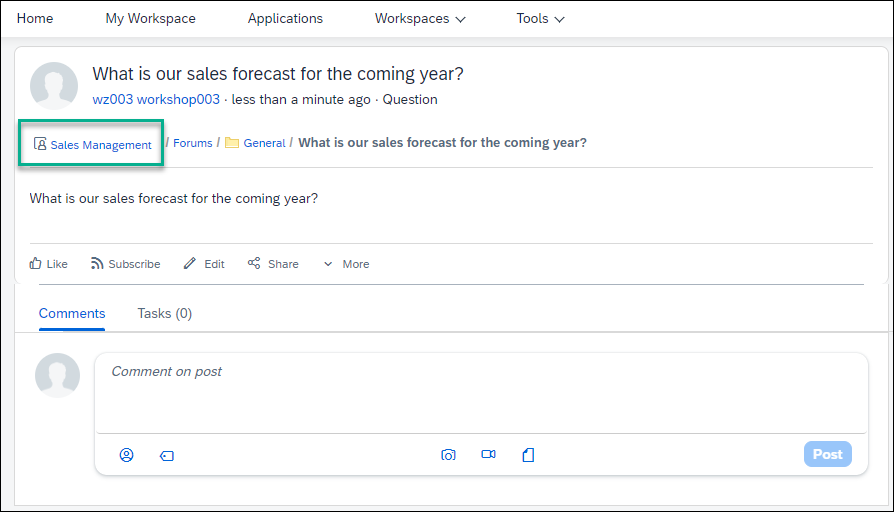 Home My Workspace Applications Workspaces Tools
What is our sales forecast for the coming year?
wz003 workshop003 · less than a minute ago · Question
Sales Management / Forums / General / What is our sales forecast for the coming year?
What is our sales forecast for the coming year?
Like Subscribe Edit Share More
Comments Tasks (0)
Comment on post
Post